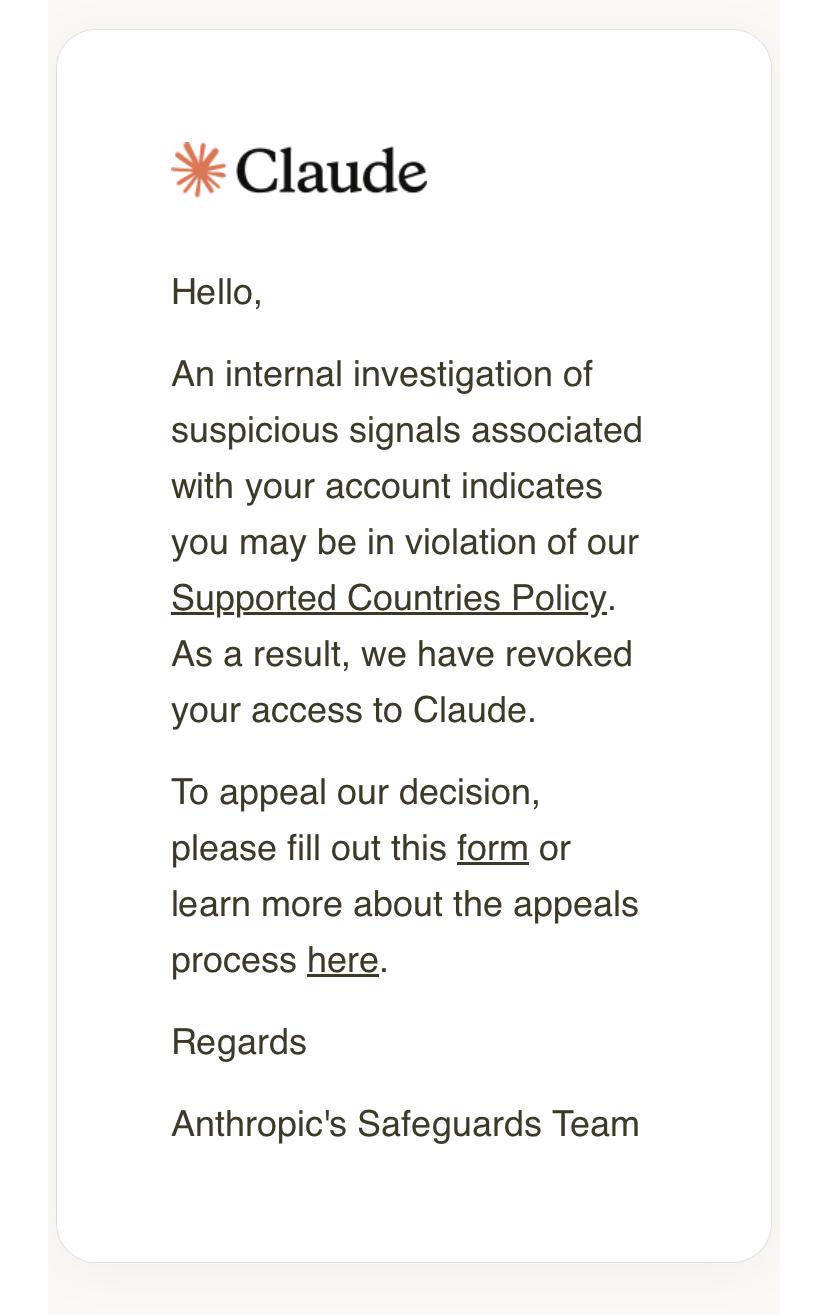 Claude
Hello,
An internal investigation of
suspicious signals associated
with your account indicates
you may be in violation of our
Supported Countries Policy.
As a result, we have revoked
your access to Claude.
To appeal our decision,
please fill out this form or
learn more about the appeals
process here.
Regards
Anthropic's Safeguards Team